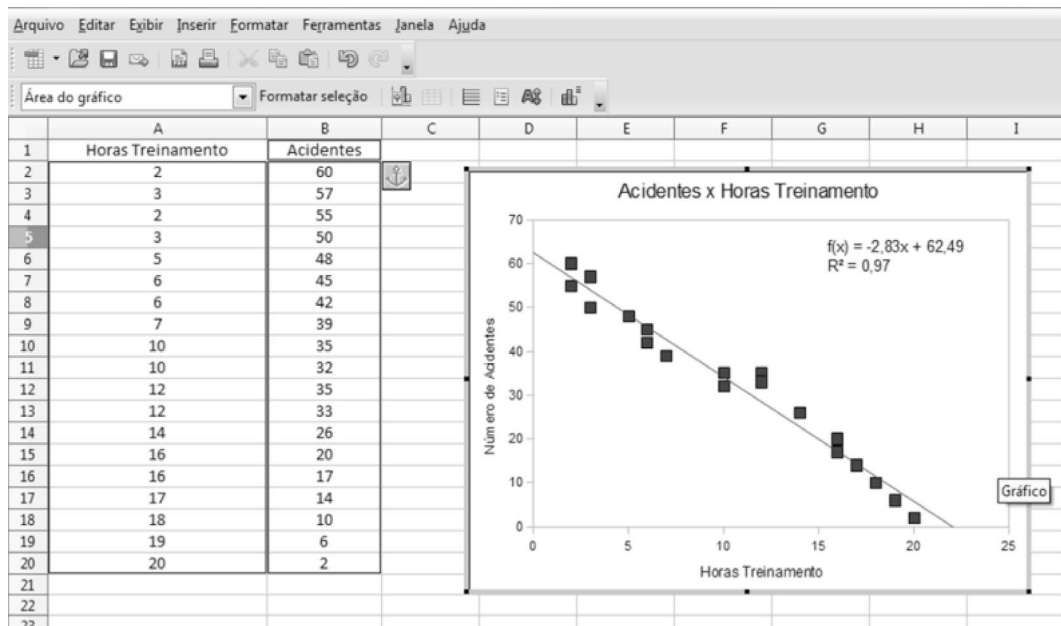 Arquivo Editar Exibir Inserir Formatar Ferramentas Janela Ajuda
Área do gráfico Formatar seleção
A B C D E F G H I
1 Horas Treinamento Acidentes
2 2 60
3 3 57
4 2 55
5 3 50
6 5 48
7 6 45
8 6 42
9 7 39
10 10 35
11 10 32
12 12 35
13 12 33
14 14 26
15 16 20
16 16 17
17 17 14
18 18 10
19 19 6
20 20 2
21
22
23
Acidentes x Horas Treinamento
f(x) = -2,83x + 62,49
R² = 0,97
Número de Acidentes
70
60
50
40
30
20
10
0
0 5 10 15 20 25
Horas Treinamento
Gráfico